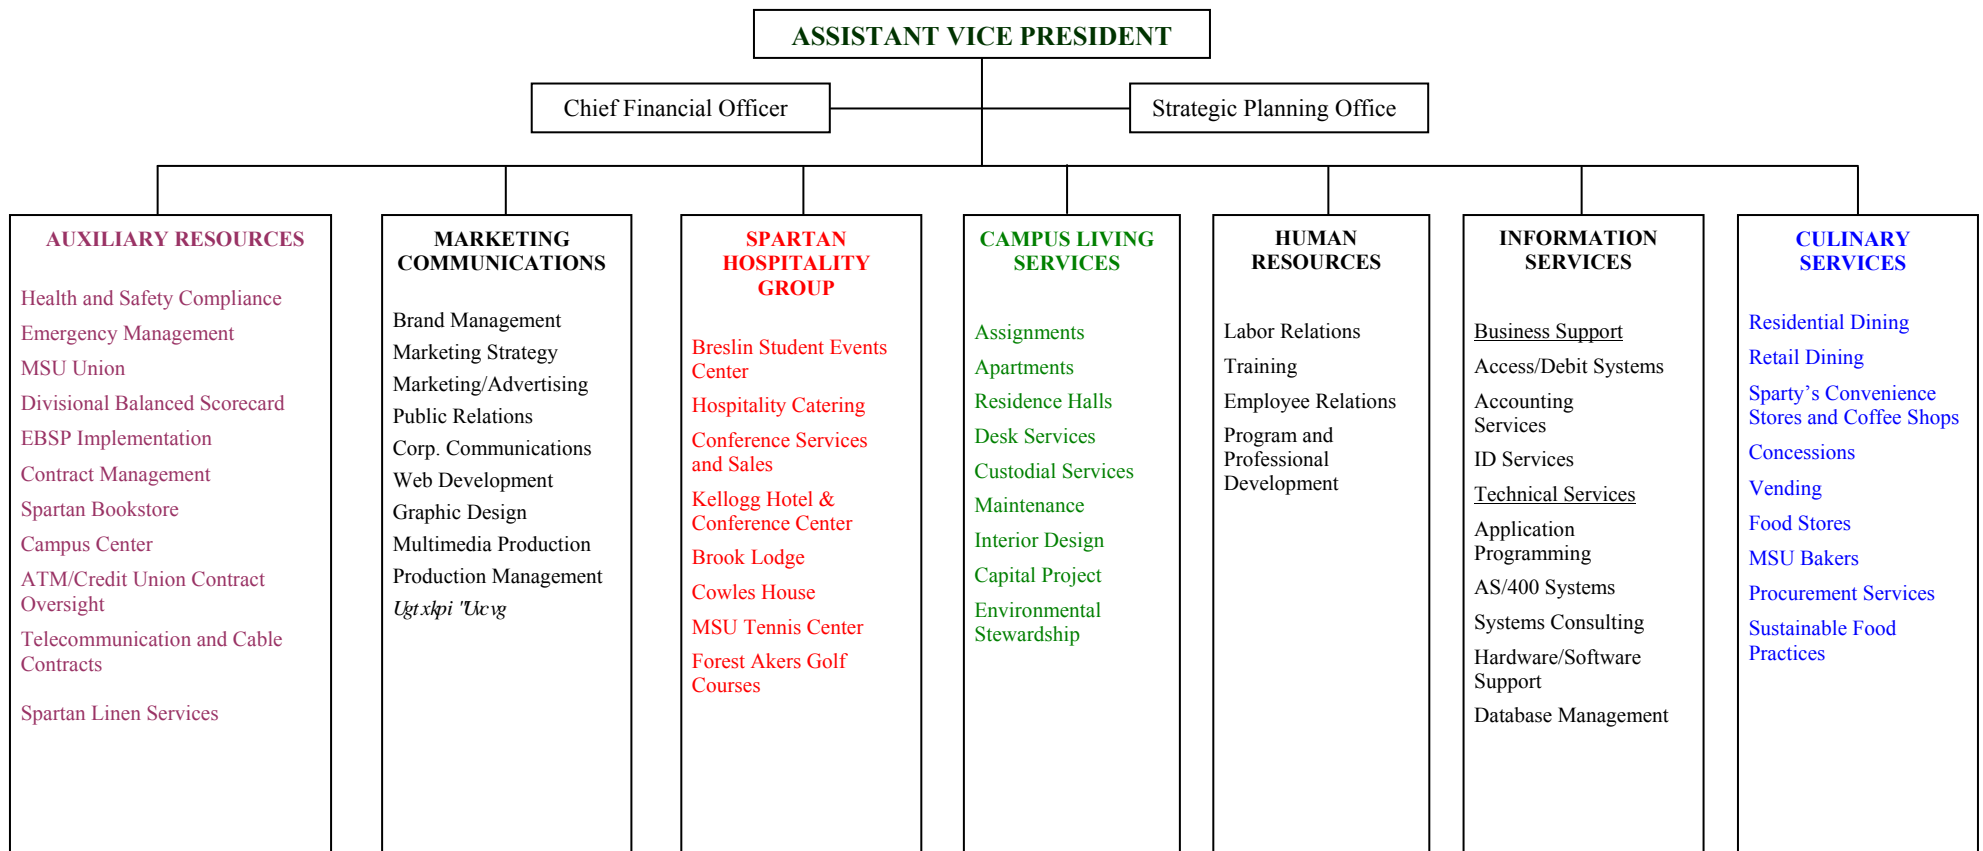 ASSISTANT VICE PRESIDENT
Chief Financial Officer
Strategic Planning Office
AUXILIARY RESOURCES
Health and Safety Compliance
Emergency Management
MSU Union
Divisional Balanced Scorecard
EBSP Implementation
Contract Management
Spartan Bookstore
Campus Center
ATM/Credit Union Contract
Oversight
Telecommunication and Cable
Contracts
Spartan Linen Services
MARKETING
COMMUNICATIONS
Brand Management
Marketing Strategy
Marketing/Advertising
Public Relations
Corp. Communications
Web Development
Graphic Design
Multimedia Production
Production Management
SPARTAN
HOSPITALITY
GROUP
Breslin Student Events
Center
Hospitality Catering
Conference Services
and Sales
Kellogg Hotel &
Conference Center
Brook Lodge
Cowles House
MSU Tennis Center
Forest Akers Golf
Courses
CAMPUS LIVING
SERVICES
Assignments
Apartments
Residence Halls
Desk Services
Custodial Services
Maintenance
Interior Design
Capital Project
Environmental
Stewardship
HUMAN
RESOURCES
Labor Relations
Training
Employee Relations
Program and
Professional
Development
INFORMATION
SERVICES
Business Support
Access/Debit Systems
Accounting
Services
ID Services
Technical Services
Application
Programming
AS/400 Systems
Systems Consulting
Hardware/Software
Support
Database Management
CULINARY
SERVICES
Residential Dining
Retail Dining
Sparty’s Convenience
Stores and Coffee Shops
Concessions
Vending
Food Stores
MSU Bakers
Procurement Services
Sustainable Food
Practices